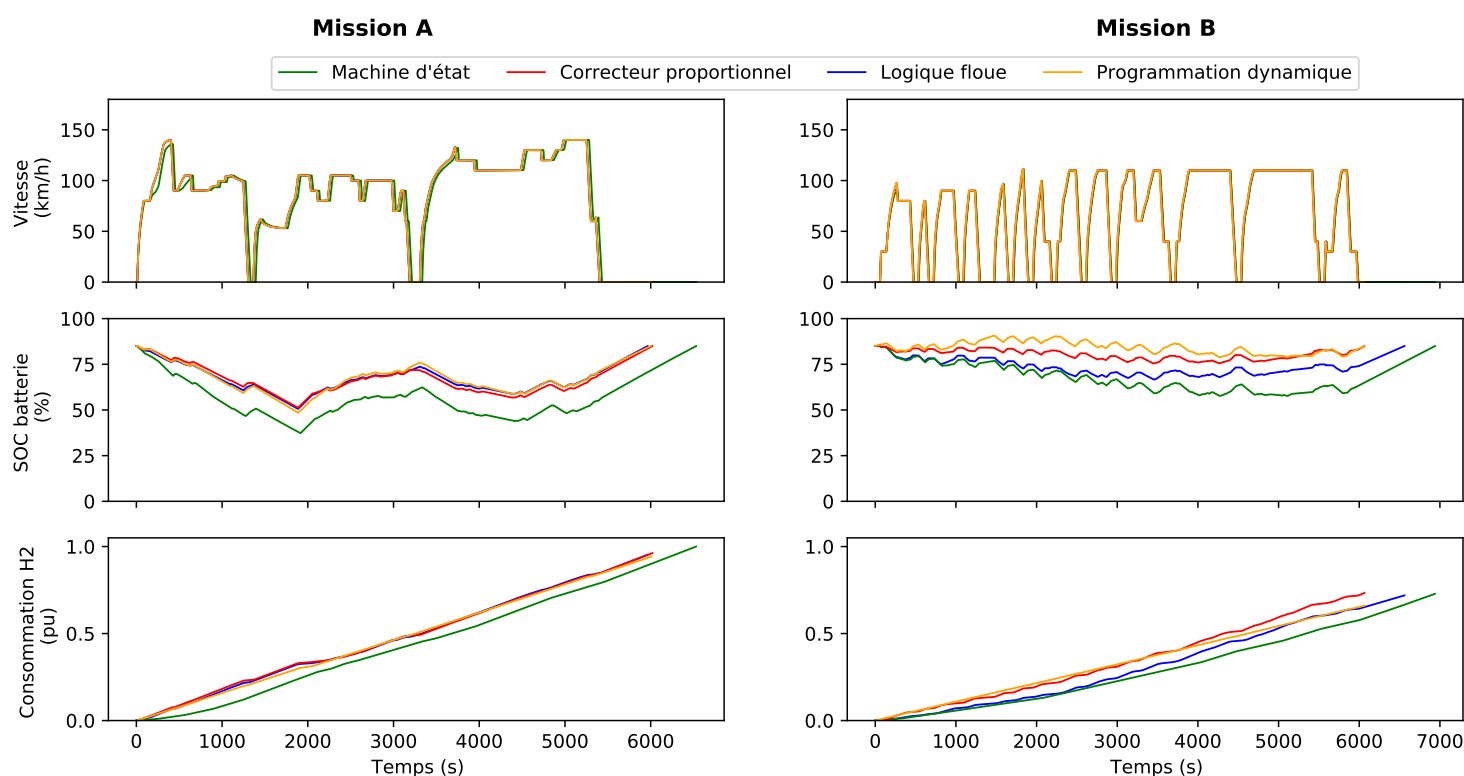 Mission A
Mission B
Machine d'état
Correcteur proportionnel
Logique floue
Programmation dynamique
Vitesse
(km/h)
150
100
50
0
150
100
50
0
SOC batterie
(%)
100
75
50
25
0
100
75
50
25
0
Consommation H2
(pu)
1.0
0.5
0.0
0 1000 2000 3000 4000 5000 6000
Temps (s)
1.0
0.5
0.0
0 1000 2000 3000 4000 5000 6000 7000
Temps (s)